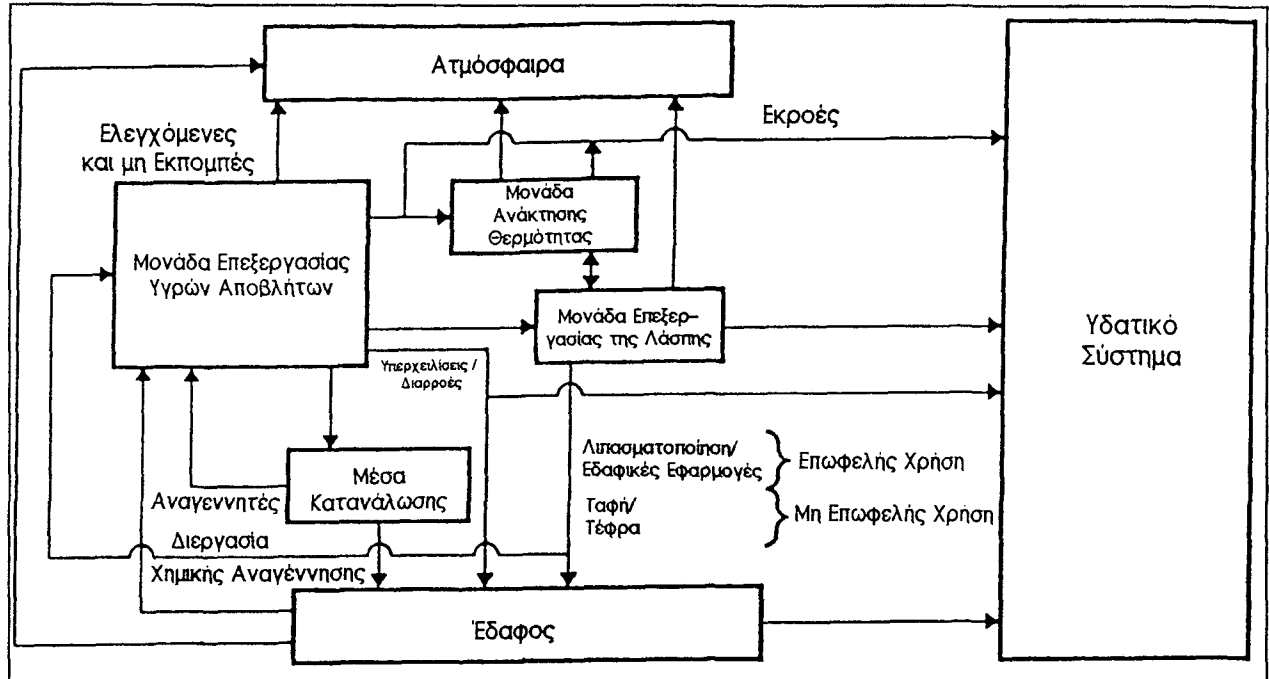 Ατμόσφαιρα
Εκροές
Ελεγχόμενες
και μη Εκπομπές
Μονάδα
Ανάκτησης
Θερμότητας
Μονάδα Επεξεργασίας
Υγρών Αποβλήτων
Μονάδα Επεξερ-
γασίας της Λάσπης
Υδατικό
Σύστημα
Υπερχειλίσεις /
Διαρροές
Λιπασματοποίηση/
Εδαφικές Εφαρμογές
Επωφελής Χρήση
Μέσα
Κατανάλωσης
Αναγεννητές
Ταφή/
Τέφρα
Μη Επωφελής Χρήση
Διεργασία
Χημικής Αναγέννησης
Έδαφος